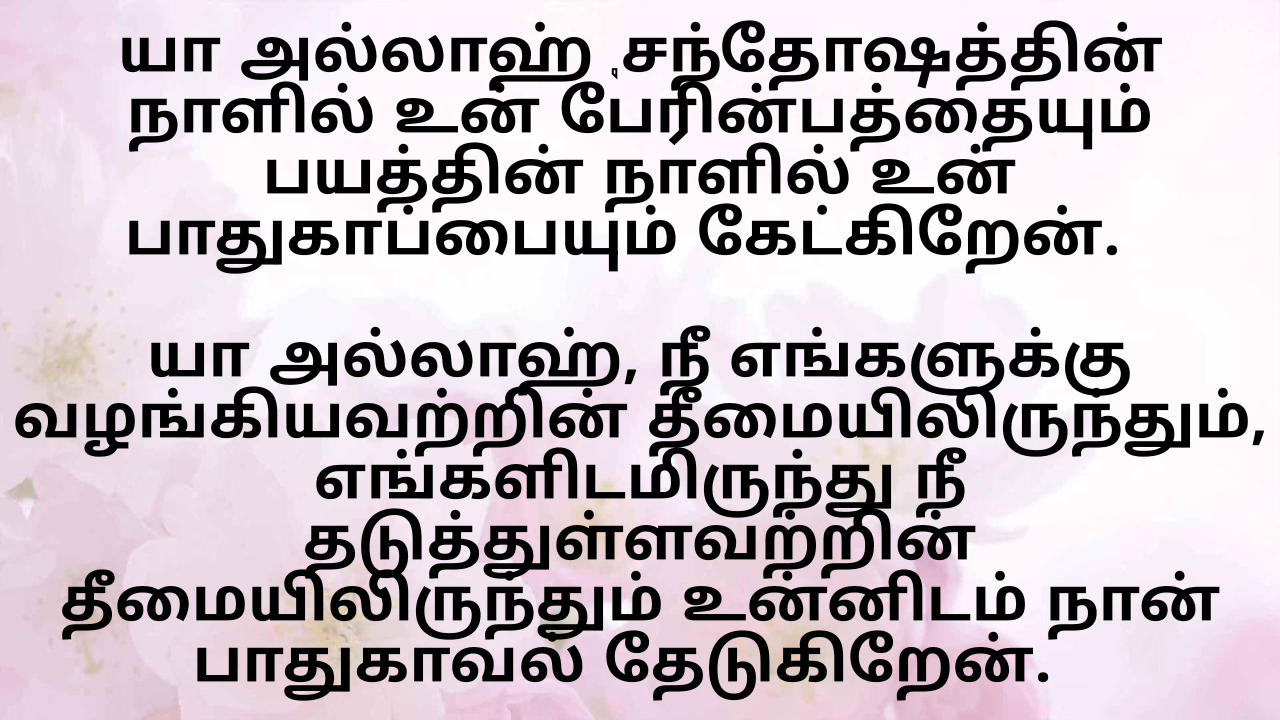 யா அல்லாஹ் ,சந்தோஷத்தின்
நாளில் உன் பேரின்பத்தையும்
பயத்தின் நாளில் உன்
பாதுகாப்பையும் கேட்கிறேன்.
யா அல்லாஹ், நீ எங்களுக்கு
வழங்கியவற்றின் தீமையிலிருந்தும்,
எங்களிடமிருந்து நீ
தடுத்துள்ளவற்றின்
தீமையிலிருந்தும் உன்னிடம் நான்
பாதுகாவல் தேடுகிறேன்.